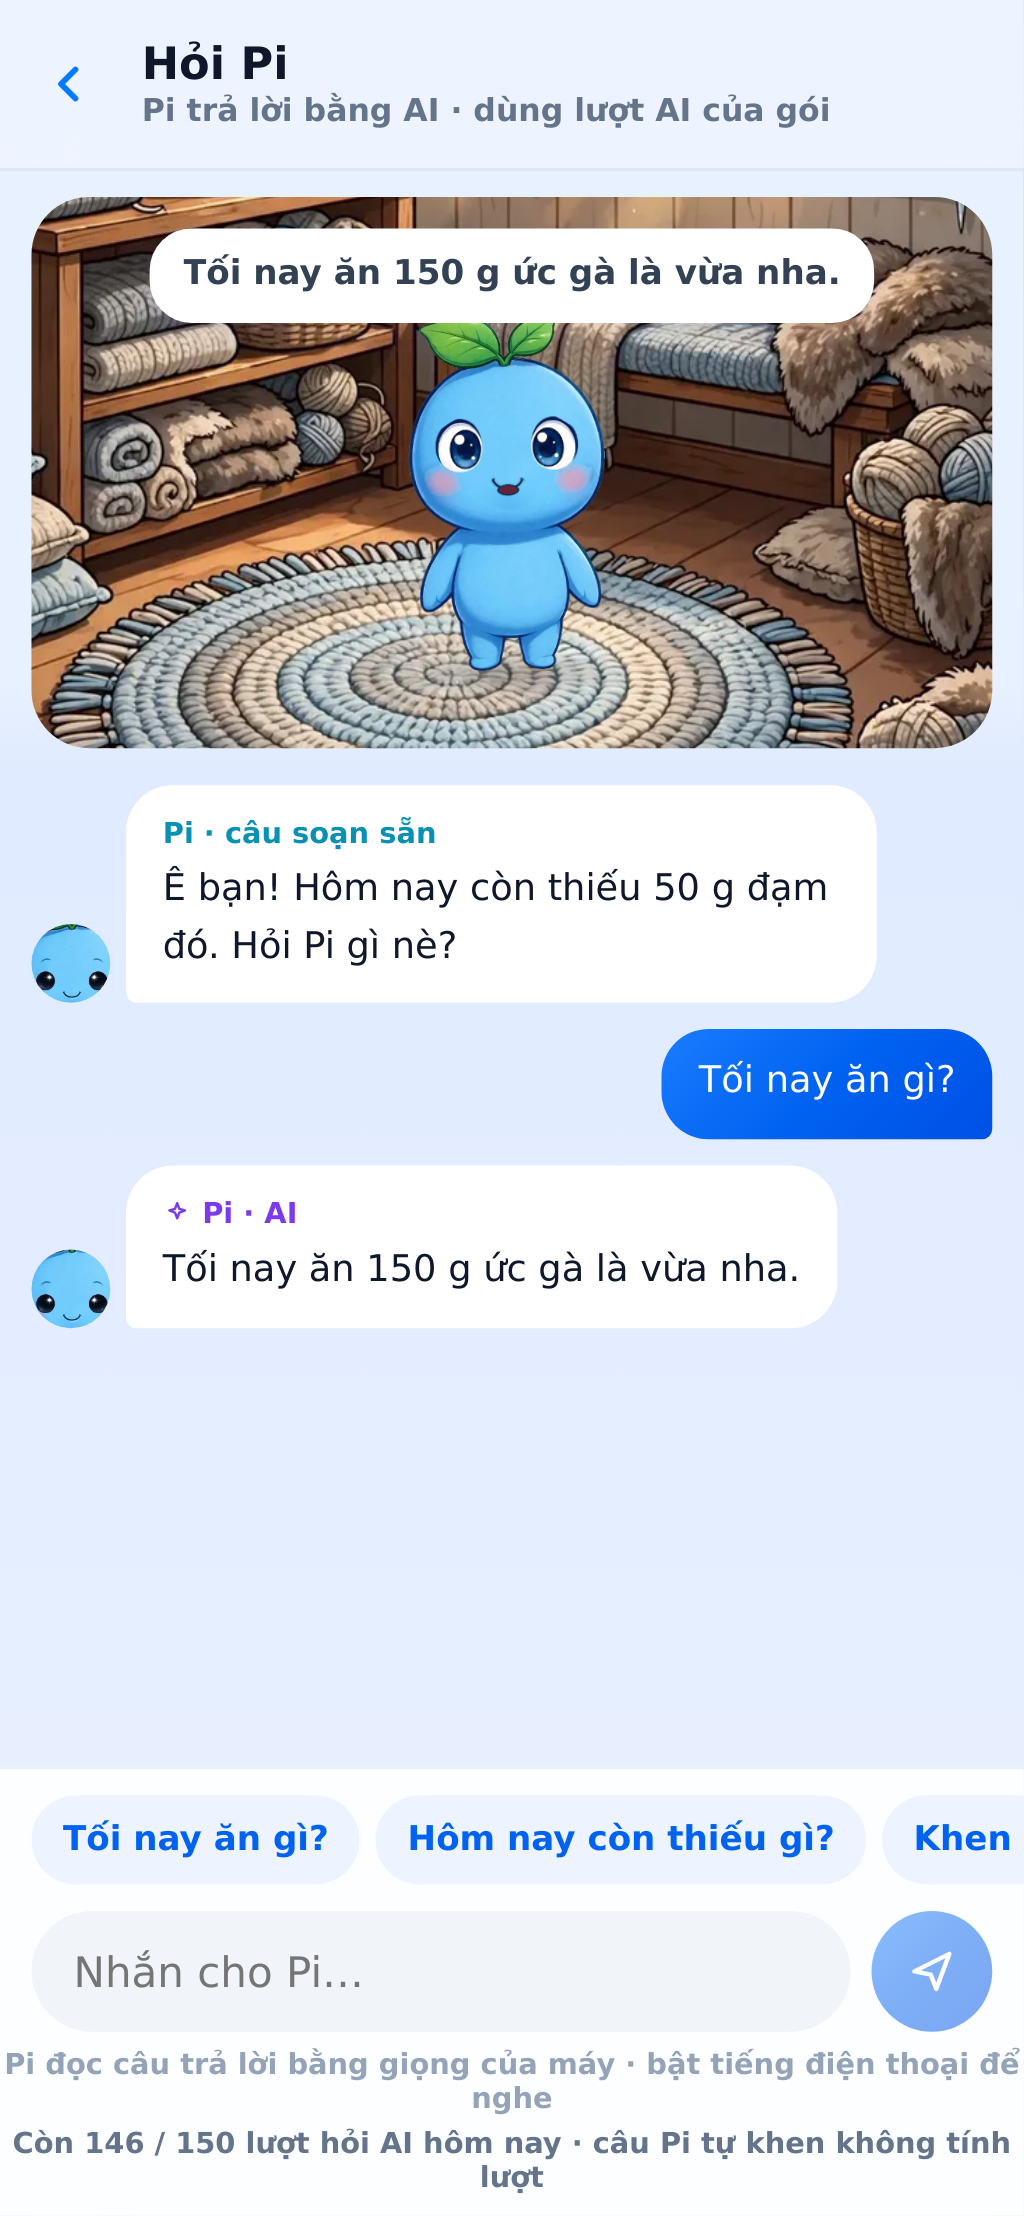 Hỏi Pi
Pi trả lời bằng AI · dùng lượt AI của gói
Tối nay ăn 150 g ức gà là vừa nha.
Pi · câu soạn sẵn
Ê bạn! Hôm nay còn thiếu 50 g đạm
đó. Hỏi Pi gì nè?
Tối nay ăn gì?
Pi · AI
Tối nay ăn 150 g ức gà là vừa nha.
Tối nay ăn gì?
Hôm nay còn thiếu gì?
Khen
Nhắn cho Pi...
Pi đọc câu trả lời bằng giọng của máy · bật tiếng điện thoại để
nghe
Còn 146 / 150 lượt hỏi AI hôm nay · câu Pi tự khen không tính
lượt